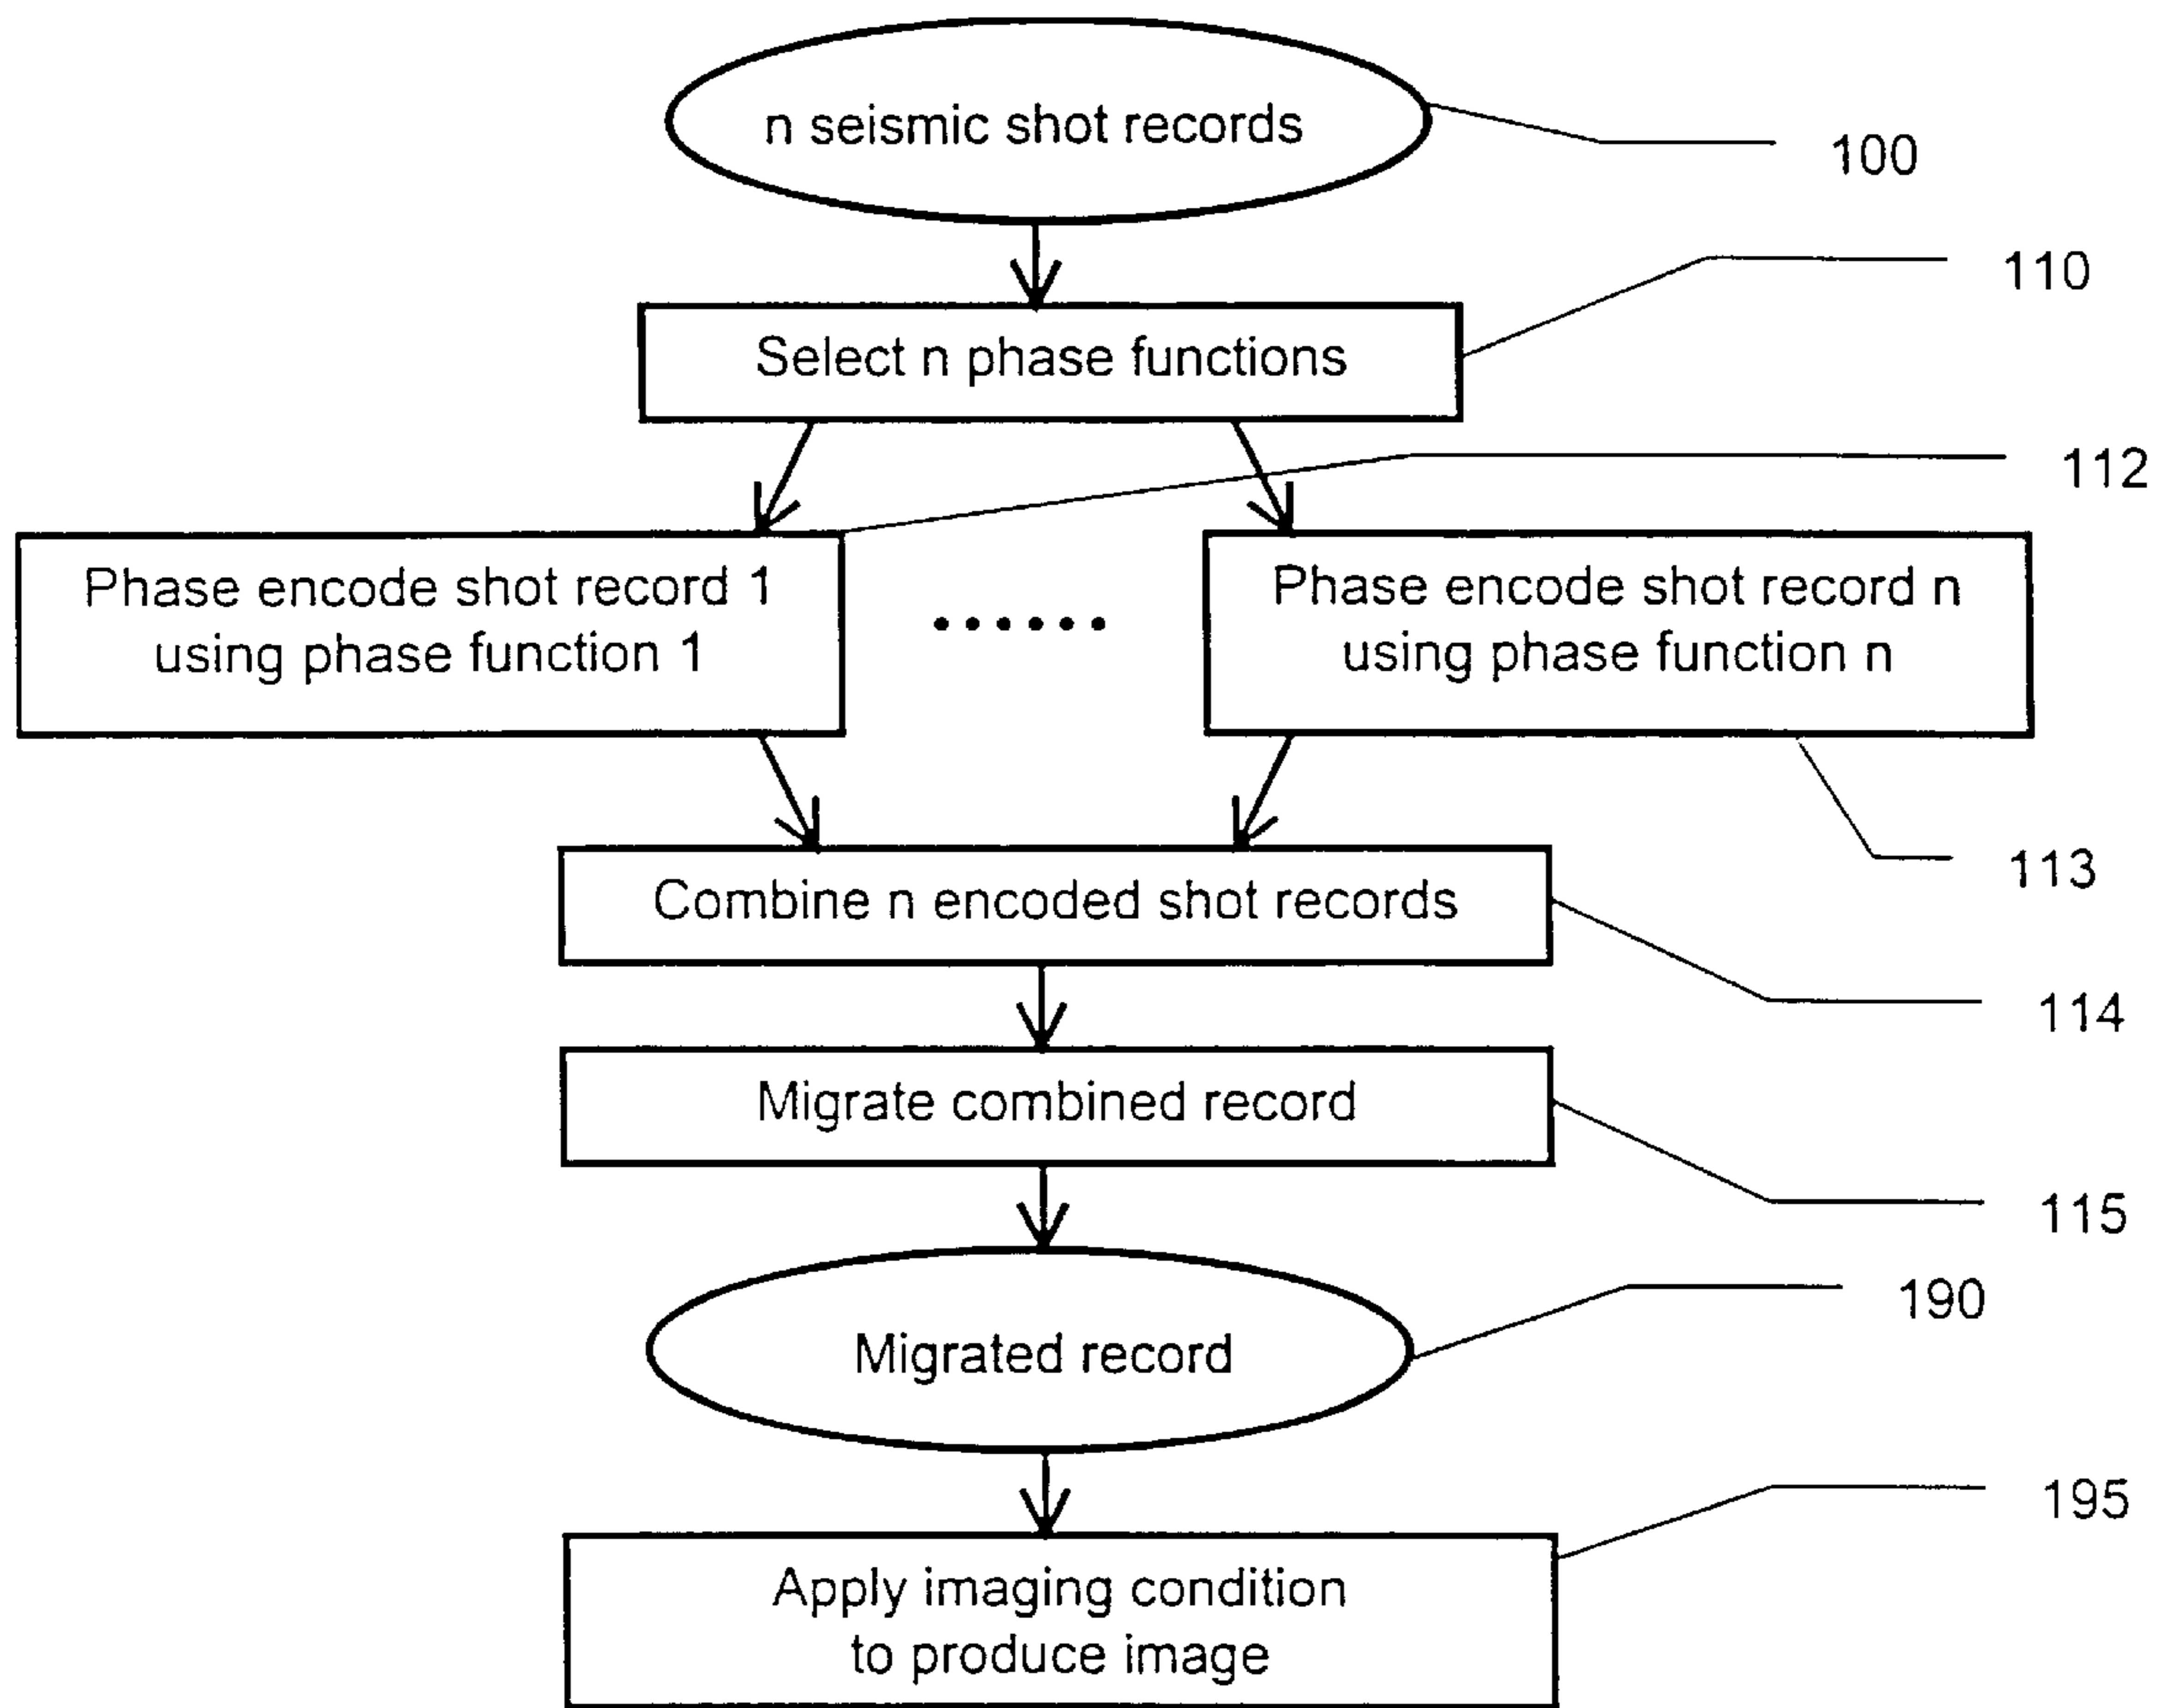 n seismic shot records
100
Select n phase functions
110
112
Phase encode shot record 1
using phase function 1
Phase encode shot record n
using phase function n
113
Combine n encoded shot records
114
Migrate combined record
115
Migrated record
190
Apply imaging condition
to produce image
195